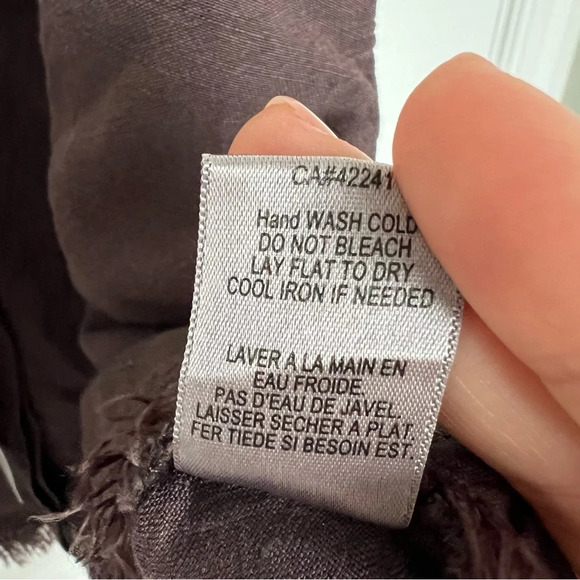 CA#42241
Hand WASH COLD
DO NOT BLEACH
LAY FLAT TO DRY
COOL IRON IF NEEDED
LAVER A LA MAIN EN
EAU FROIDE
PAS D'EAU DE JAVEL.
LAISSER SECHER A PLAT.
FER TIEDE SI BESOIN EST.